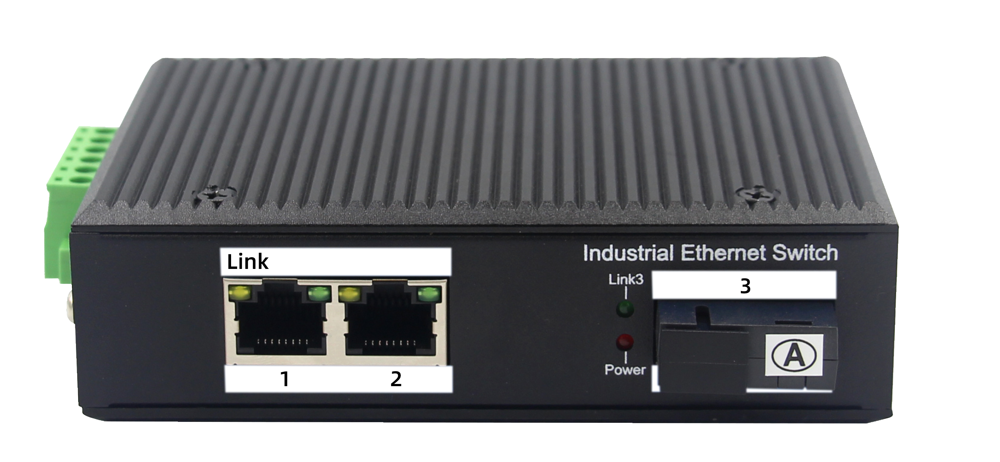 Link
1
2
Industrial Ethernet Switch
Link3
3
Power
A